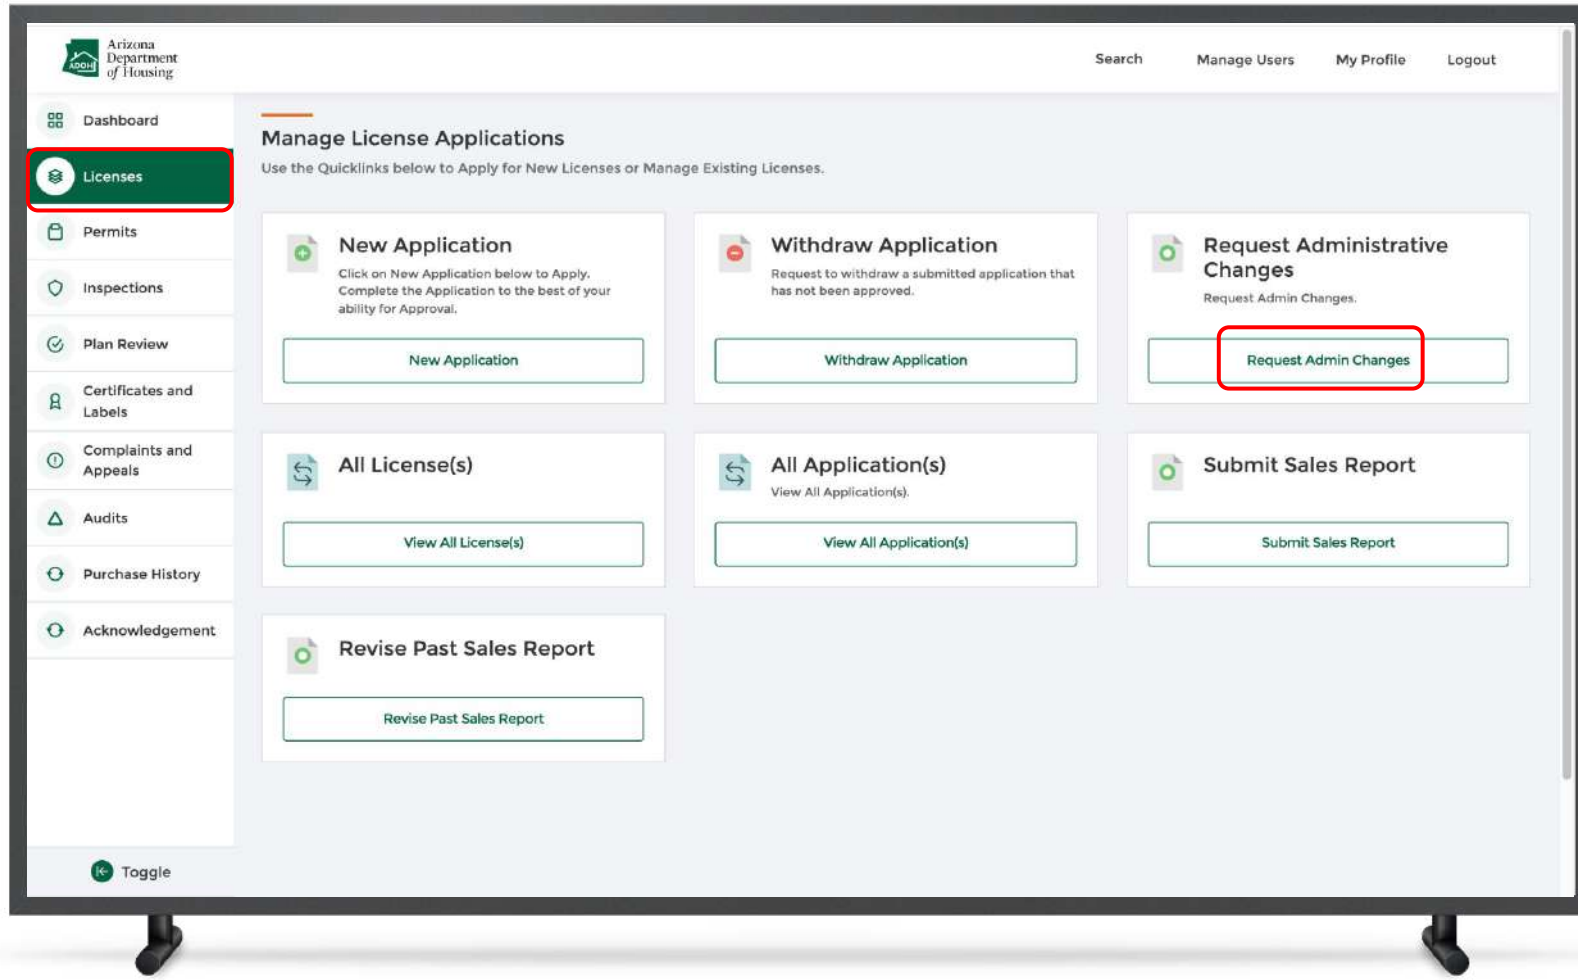 Arizona
Department
of Housing
ADOH
Search
Manage Users
My Profile
Logout
Dashboard
Licenses
Permits
Inspections
Plan Review
Certificates and
Labels
Complaints and
Appeals
Audits
Purchase History
Acknowledgement
Toggle
Manage License Applications
Use the Quicklinks below to Apply for New Licenses or Manage Existing Licenses.
New Application
Click on New Application below to Apply.
Complete the Application to the best of your
ability for Approval.
New Application
Withdraw Application
Request to withdraw a submitted application that
has not been approved.
Withdraw Application
Request Administrative
Changes
Request Admin Changes.
Request Admin Changes
All License(s)
View All License(s)
All Application(s)
View All Application(s).
View All Application(s)
Submit Sales Report
Submit Sales Report
Revise Past Sales Report
Revise Past Sales Report